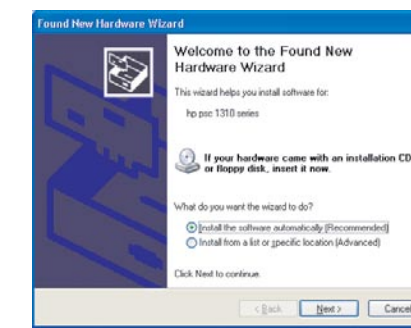 Found New Hardware Wizard
Welcome to the Found New
Hardware Wizard
This wizard helps you install software for:
hp psc 1310 series
If your hardware came with an installation CD
or floppy disk, insert it now.
What do you want the wizard to do?
Install the software automatically (Recommended)
Install from a list or specific location (Advanced)
Click Next to continue.
< Back Next > Cancel